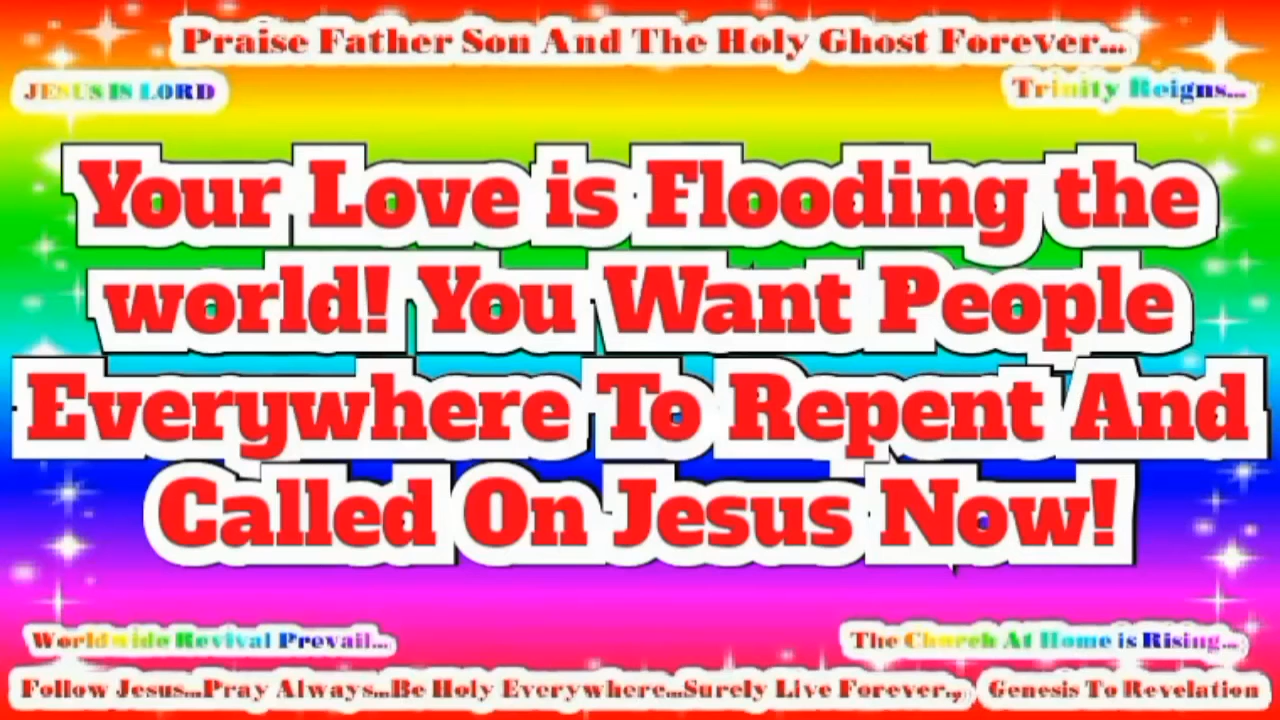 Praise Father Son And The Holy Ghost Forever...
JESUS IS LORD
Trinity Reigns...
Your Love is Flooding the
world! You Want People
Everywhere To Repent And
Called On Jesus Now!
Worldwide Revival Prevail...
The Church At Home is Rising...
Follow Jesus...Pray Always...Be Holy Everywhere...Surely Live Forever...
Genesis To Revelation